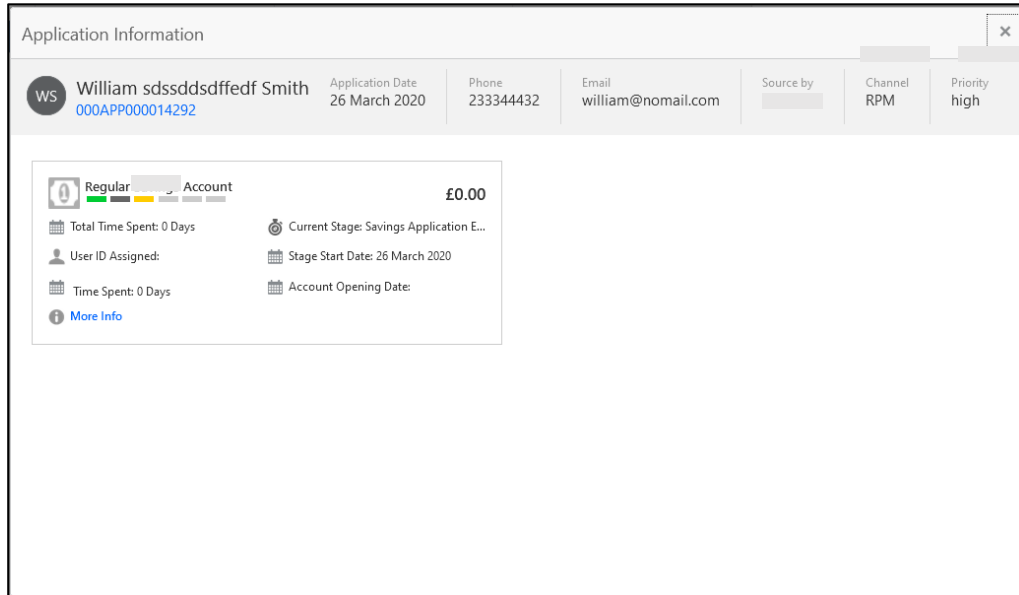 Application Information
×
WS
William sdssddsdffedf Smith
000APP000014292
Application Date
26 March 2020
Phone
233344432
Email
william@nomail.com
Source by
Channel
RPM
Priority
high
Regular Account
£0.00
Total Time Spent: 0 Days
Current Stage: Savings Application E...
User ID Assigned:
Stage Start Date: 26 March 2020
Time Spent: 0 Days
Account Opening Date:
More Info